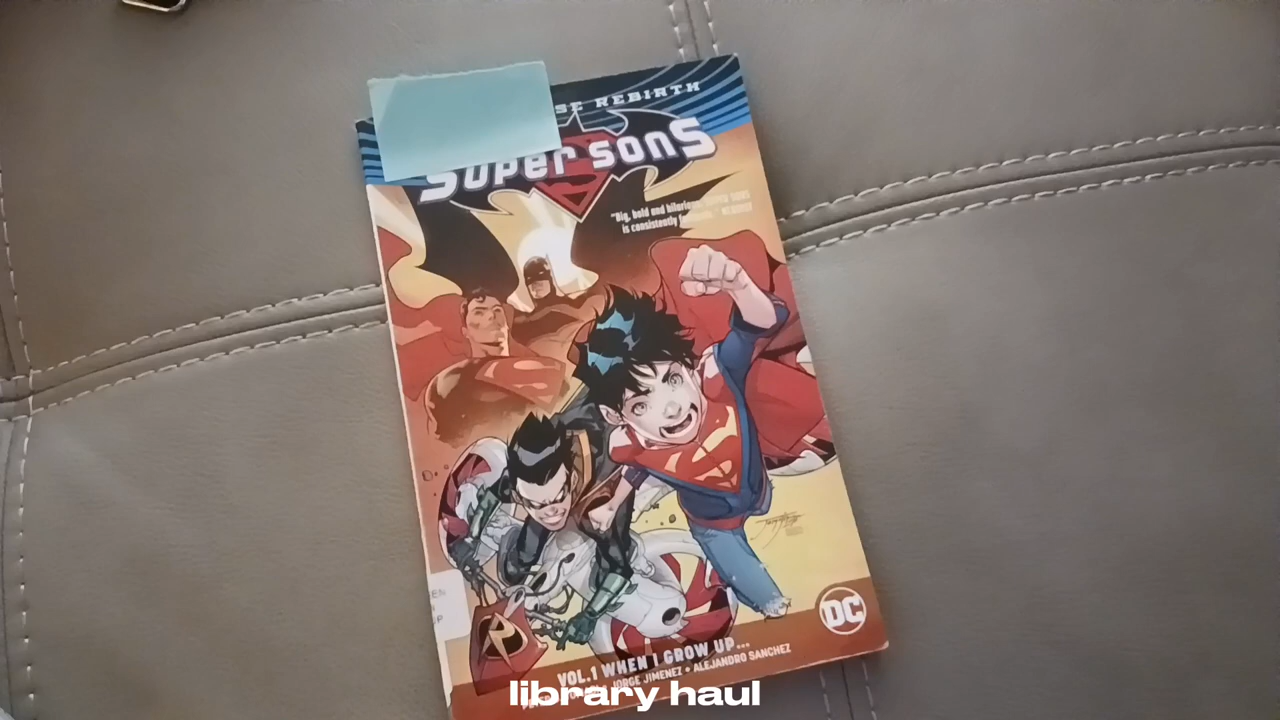 SE REBIRTH
SUPER SONS
"Big, bold and hilarious
is consistently
VOL.1 WHEN I GROW UP...
JORGE JIMENEZ • ALEJANDRO SANCHEZ
DC
library haul